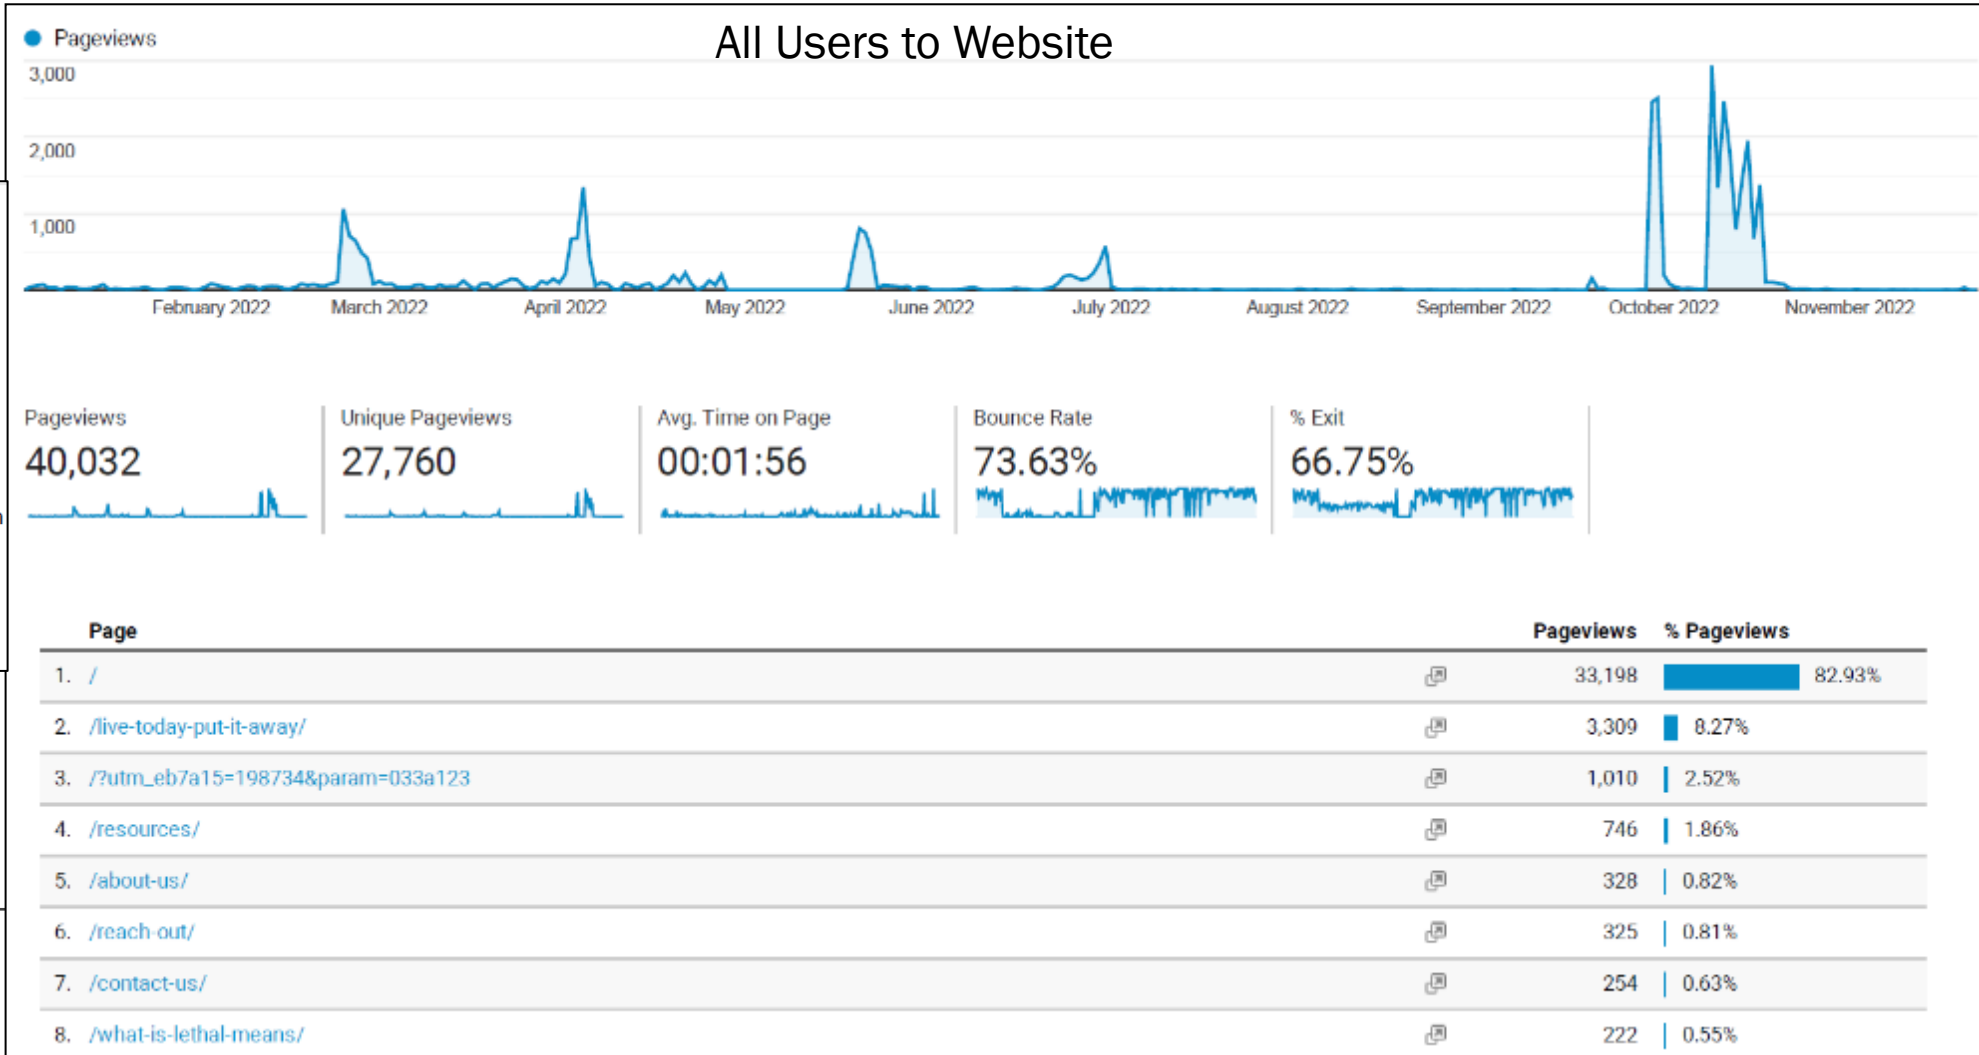 All Users to Website
Pageviews
3,000
2,000
1,000
February 2022 March 2022 April 2022 May 2022 June 2022 July 2022 August 2022 September 2022 October 2022 November 2022
Pageviews Unique Pageviews Avg. Time on Page Bounce Rate % Exit
40,032 27,760 00:01:56 73.63% 66.75%
Page Pageviews % Pageviews
1. / 33,198 82.93%
2. /live-today-put-it-away/ 3,309 8.27%
3. /?utm_eb7a15=198734&param=033a123 1,010 2.52%
4. /resources/ 746 1.86%
5. /about-us/ 328 0.82%
6. /reach-out/ 325 0.81%
7. /contact-us/ 254 0.63%
8. /what-is-lethal-means/ 222 0.55%